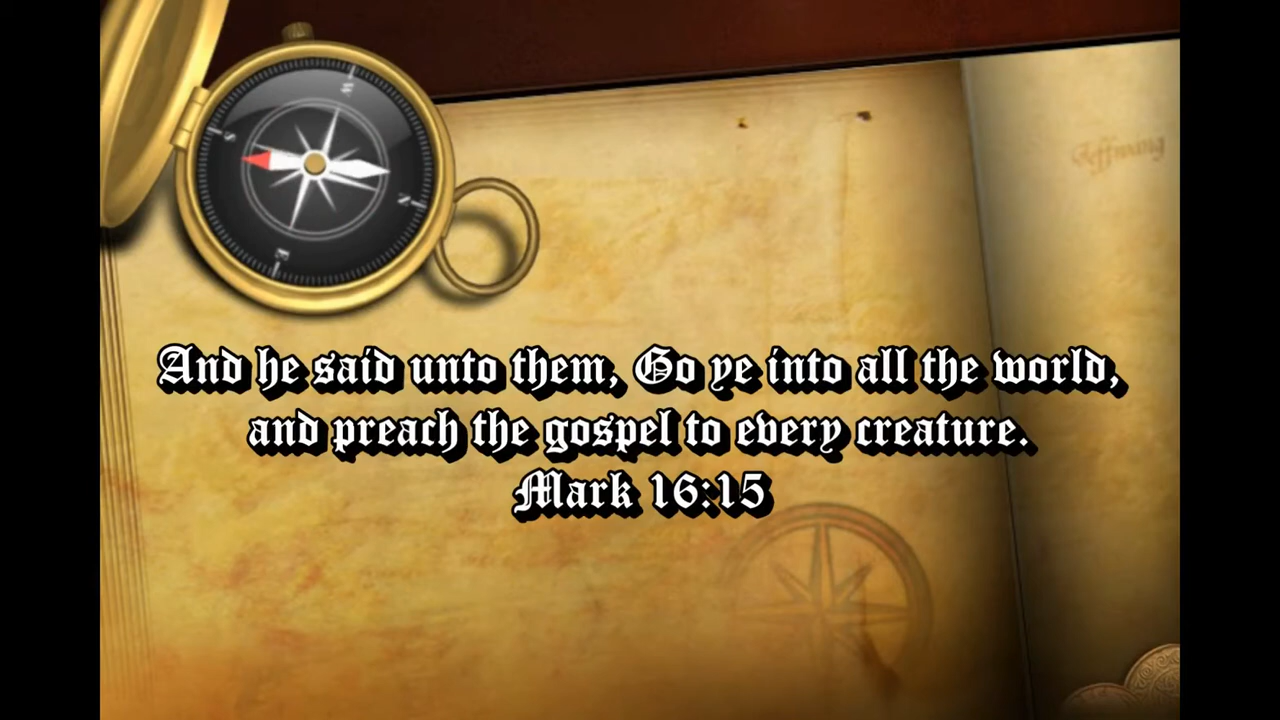 And he said unto them, Go ye into all the world,
and preach the gospel to every creature.
Mark 16:15
W
S
N
E